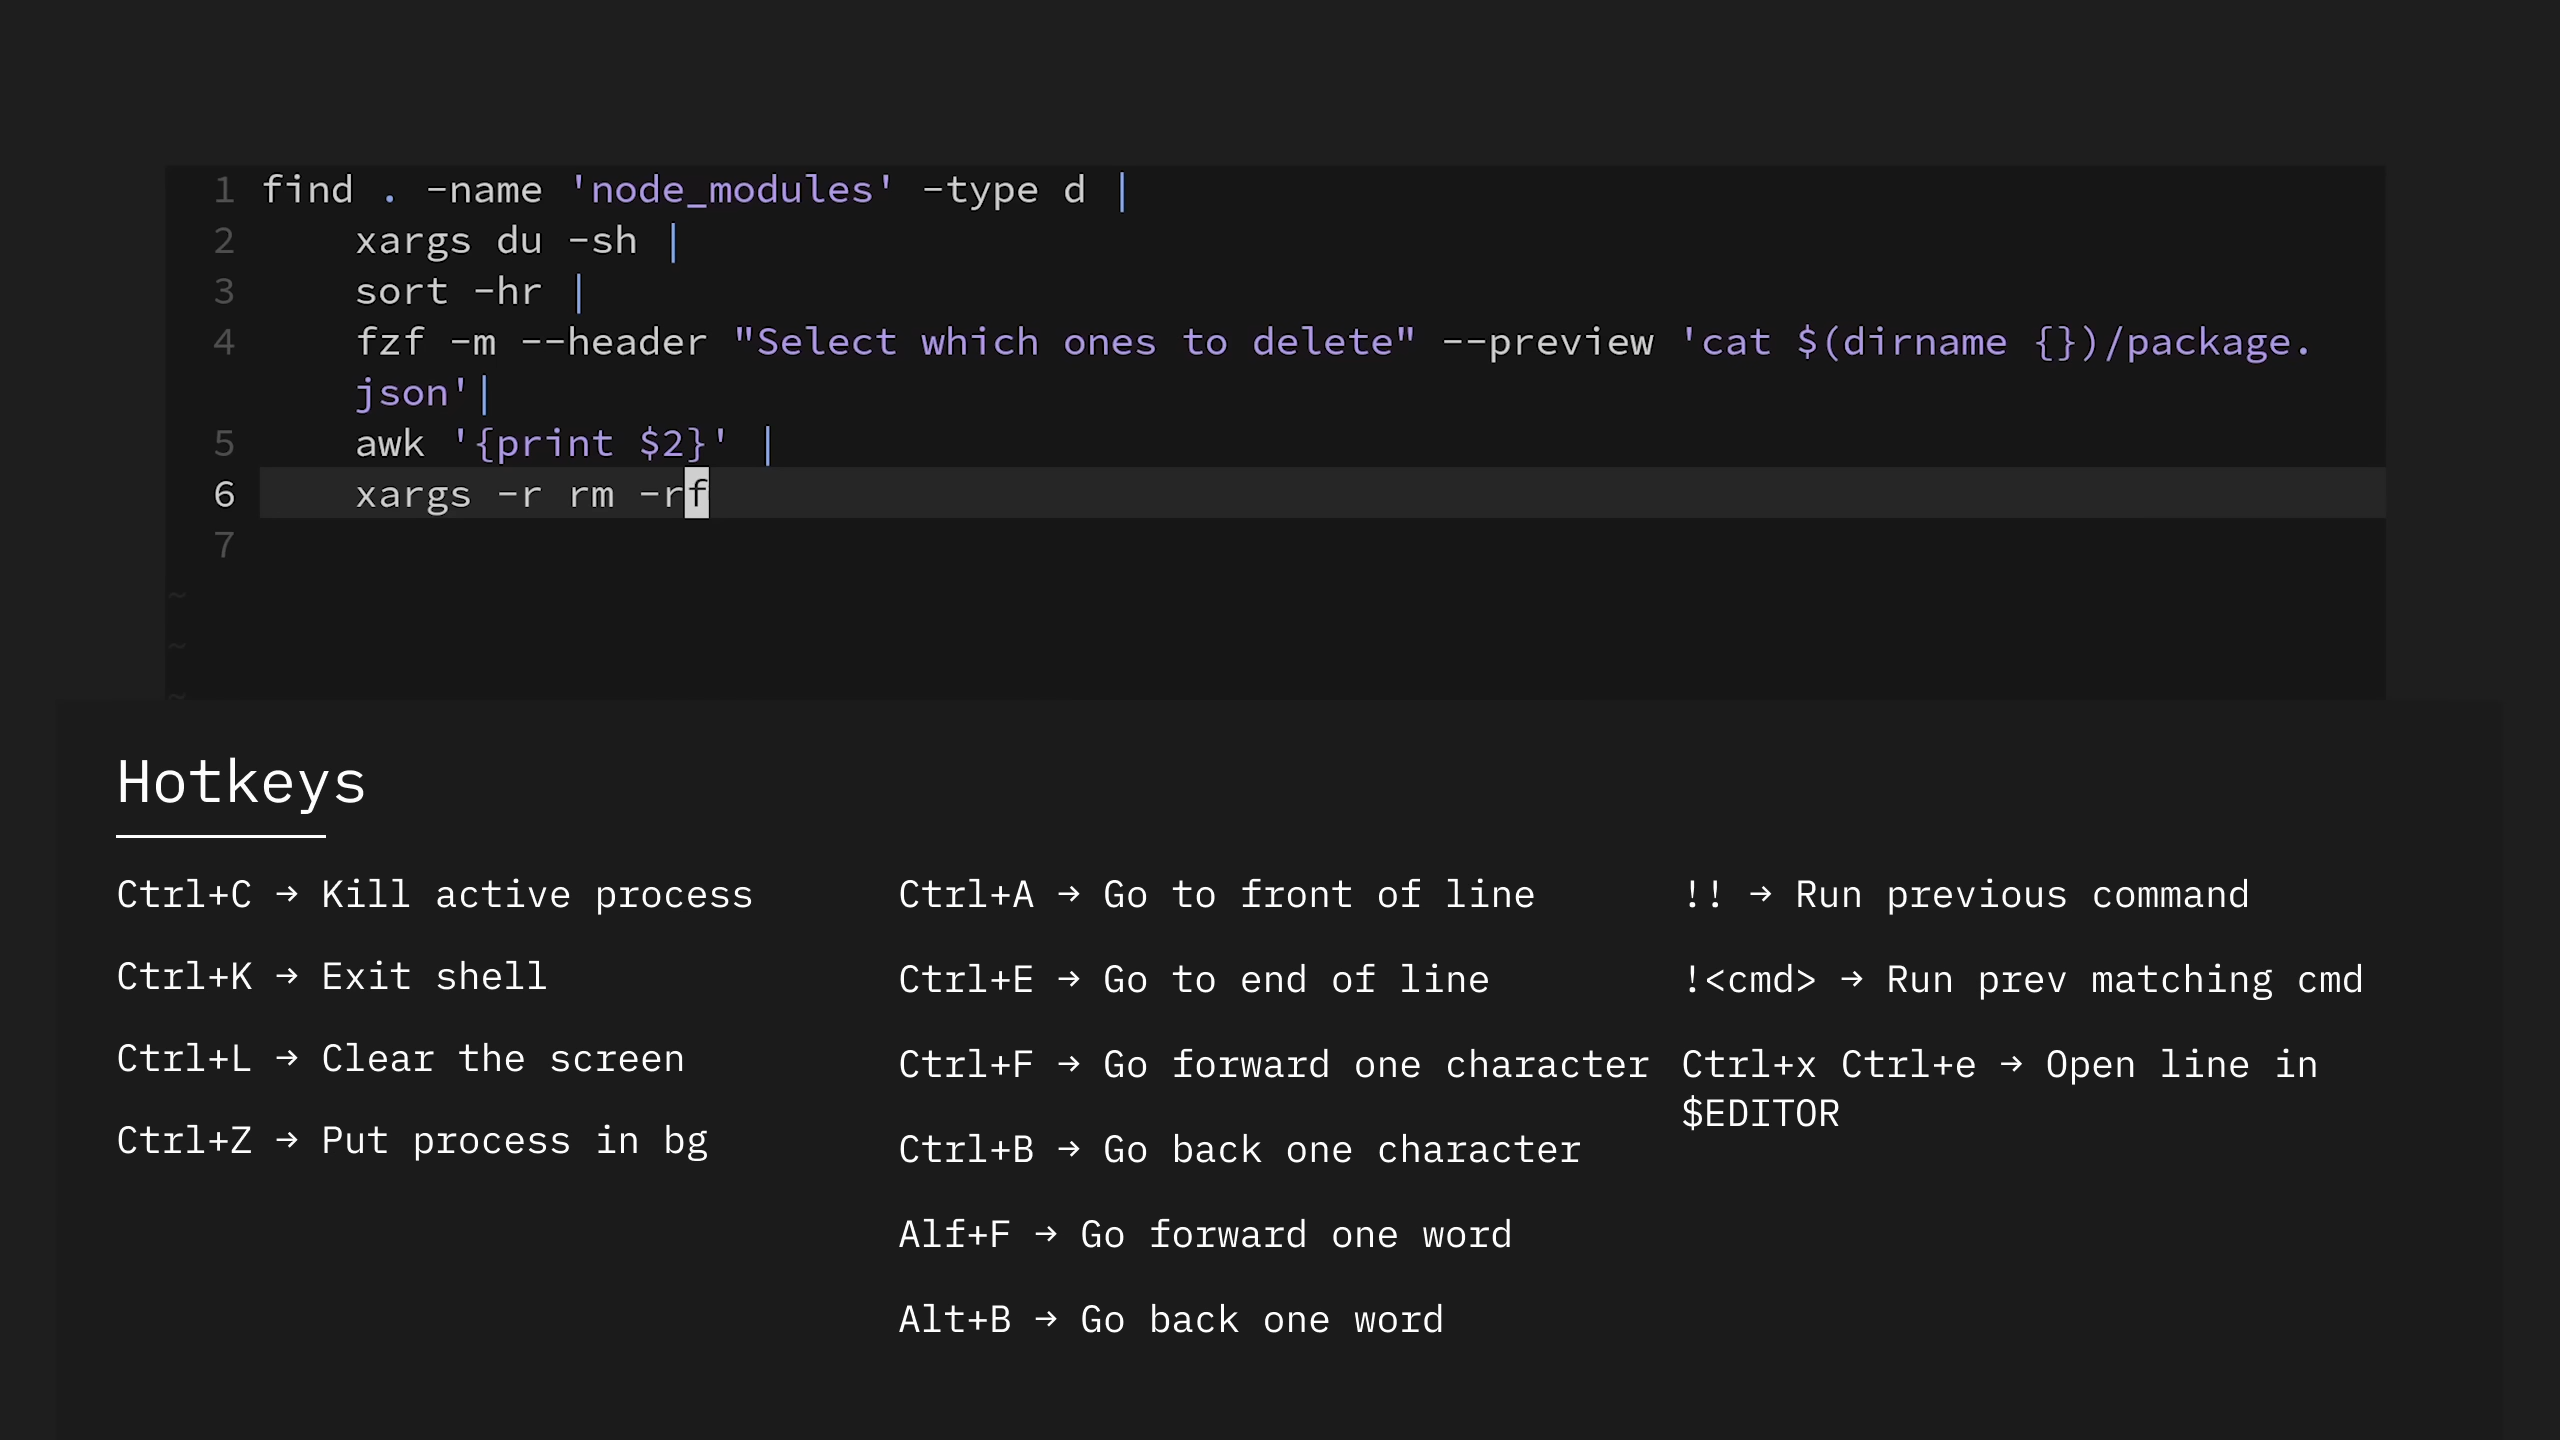 1 find . -name 'node_modules' -type d |
2 xargs du -sh |
3 sort -hr |
4 fzf -m --header "Select which ones to delete" --preview 'cat $(dirname {})/package.
json'|
5 awk '{print $2}' |
6 xargs -r rm -rf
7
~
~
~
Hotkeys
Ctrl+C → Kill active process
Ctrl+K → Exit shell
Ctrl+L → Clear the screen
Ctrl+Z → Put process in bg
Ctrl+A → Go to front of line
Ctrl+E → Go to end of line
Ctrl+F → Go forward one character
Ctrl+B → Go back one character
Alf+F → Go forward one word
Alt+B → Go back one word
!! → Run previous command
!<cmd> → Run prev matching cmd
Ctrl+x Ctrl+e → Open line in
$EDITOR